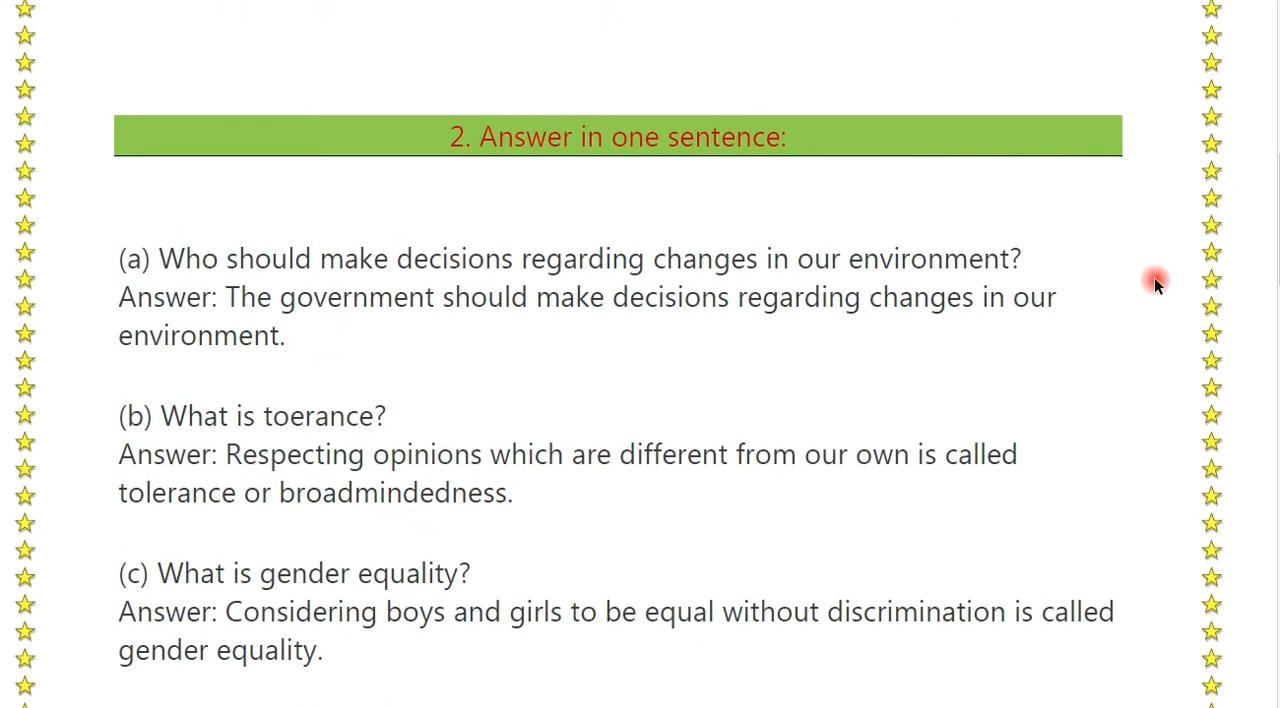 2. Answer in one sentence:
(a) Who should make decisions regarding changes in our environment?
Answer: The government should make decisions regarding changes in our
environment.
(b) What is toerance?
Answer: Respecting opinions which are different from our own is called
tolerance or broadmindedness.
(c) What is gender equality?
Answer: Considering boys and girls to be equal without discrimination is called
gender equality.